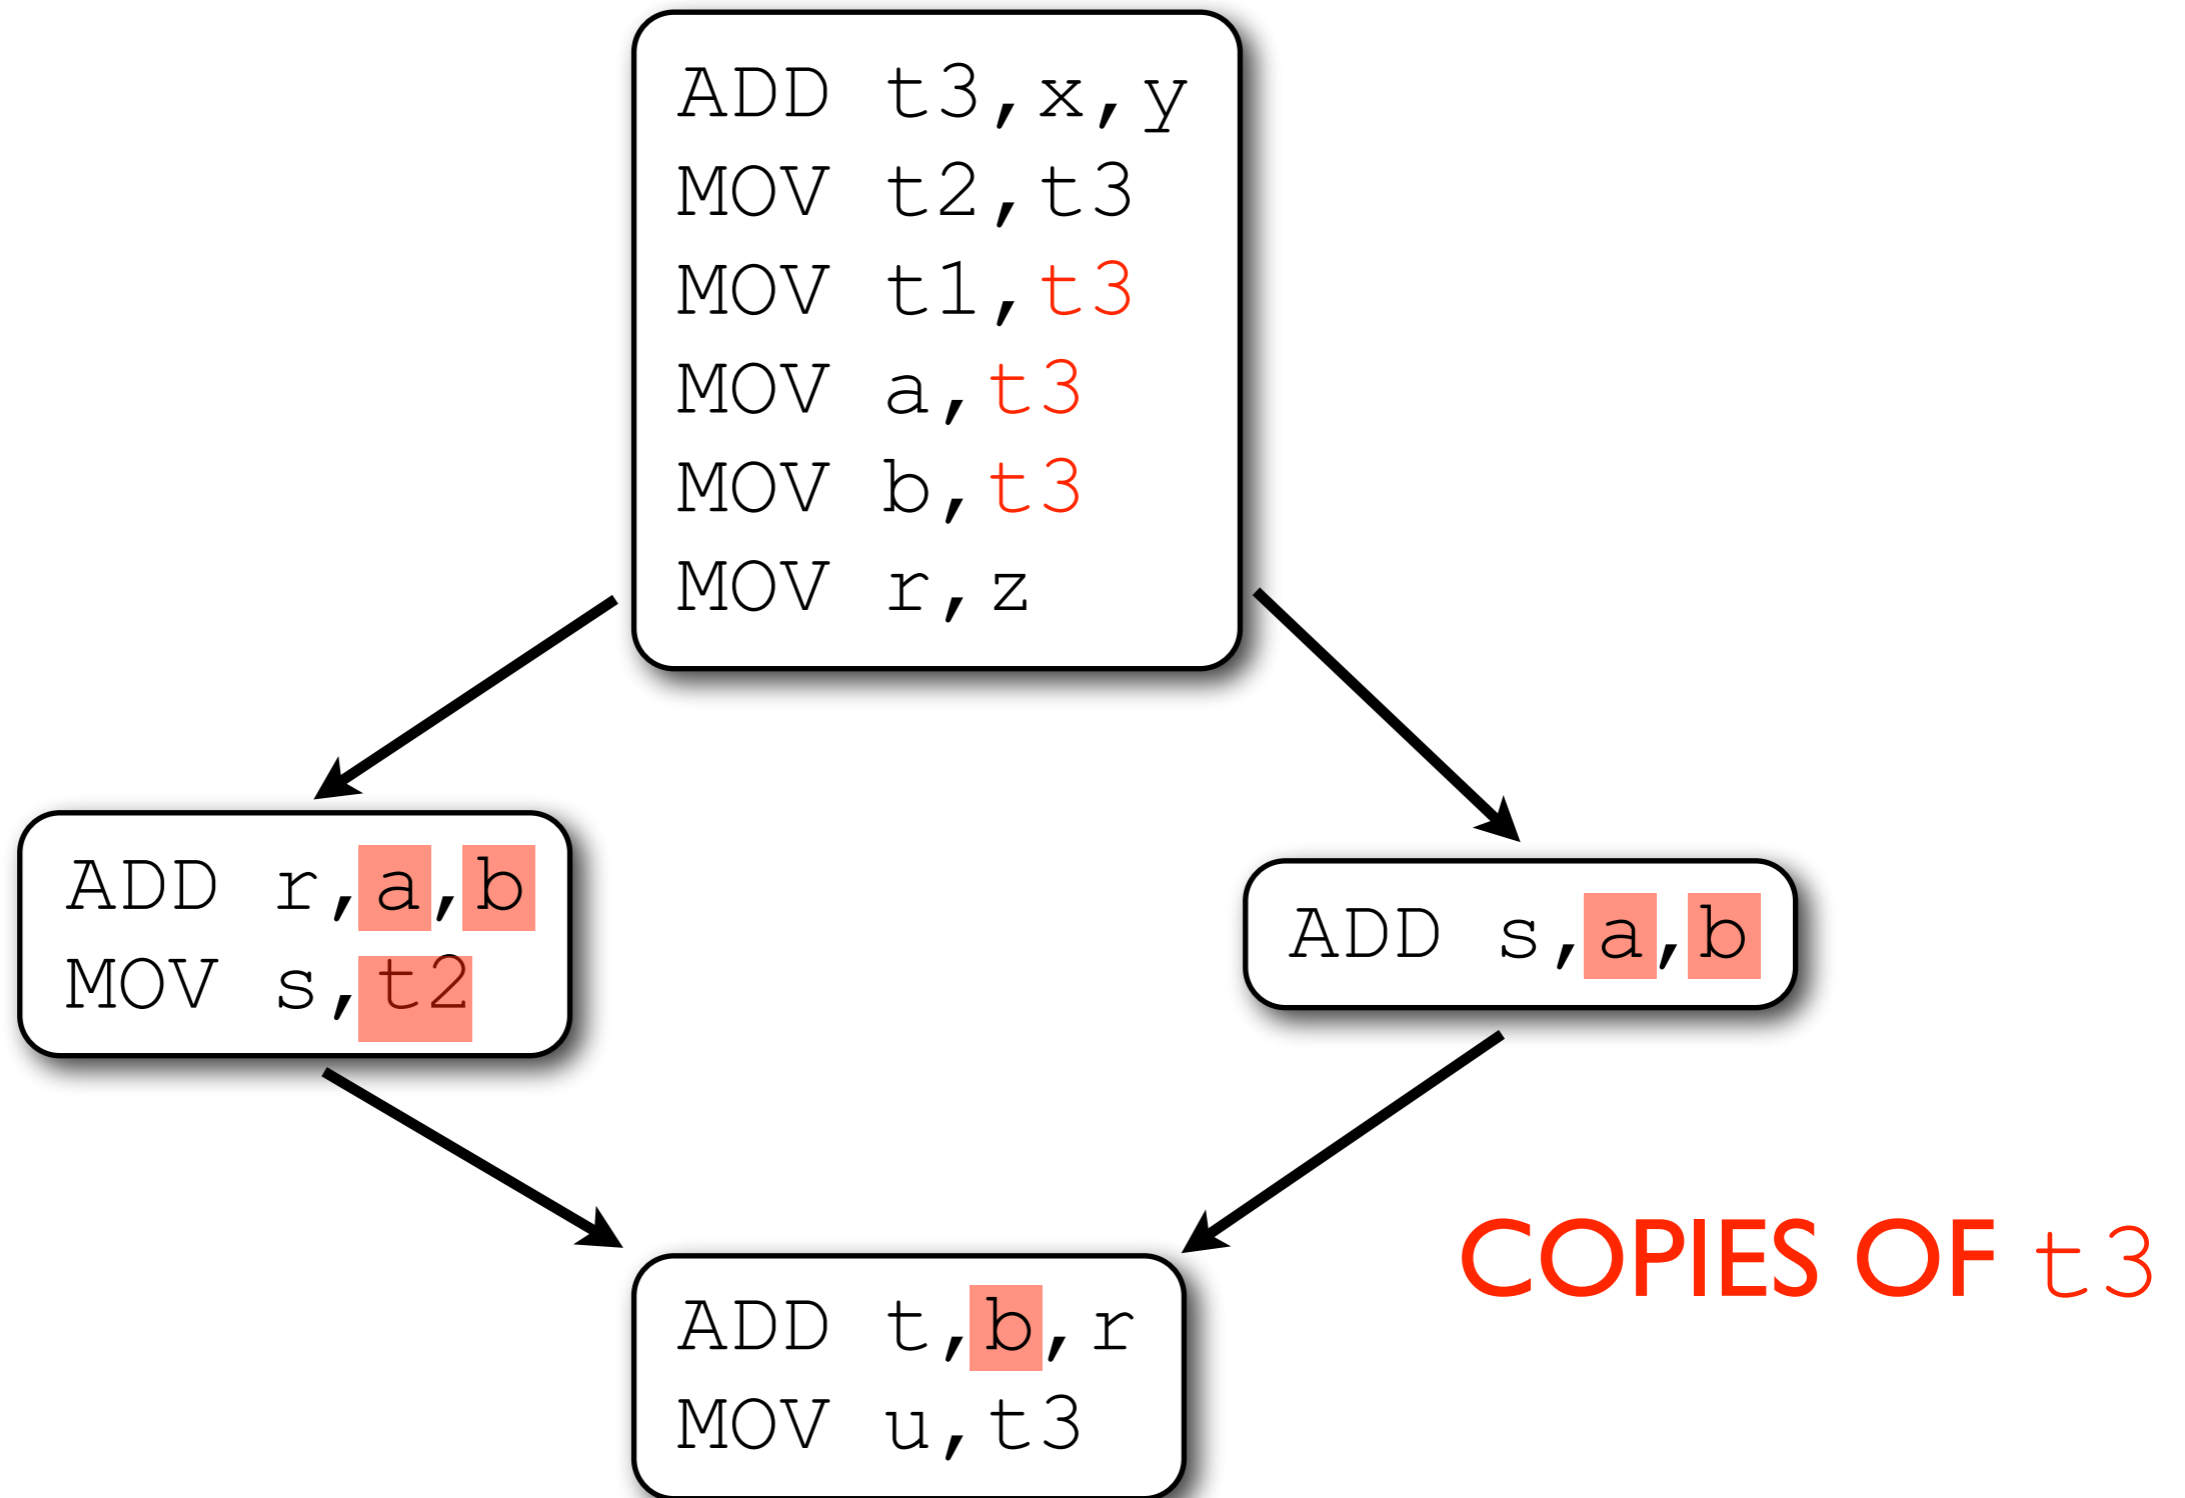 ADD t3,x,y
MOV t2,t3
MOV t1,t3
MOV a,t3
MOV b,t3
MOV r,z
ADD r,a,b
MOV s,t2
ADD s,a,b
COPIES OF t3
ADD t,b,r
MOV u,t3